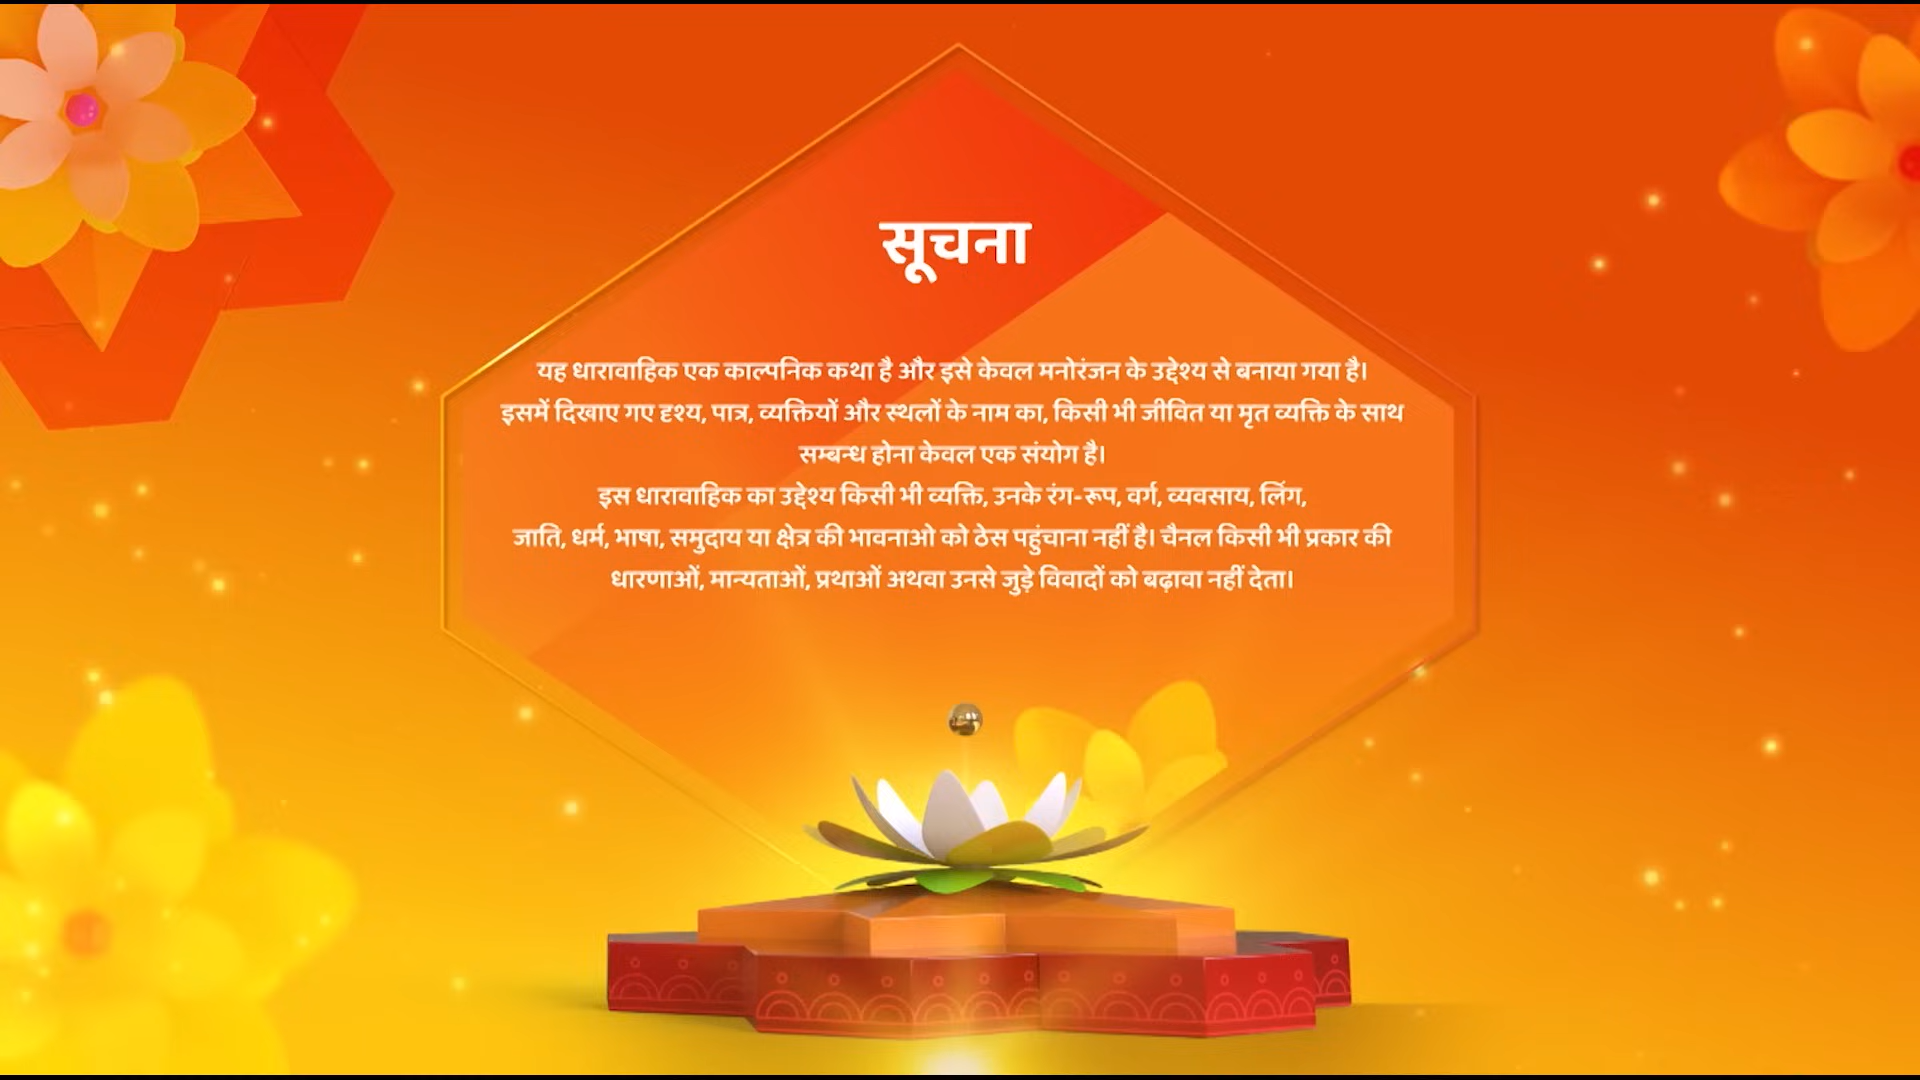 सूचना
यह धारावाहिक एक काल्पनिक कथा है और इसे केवल मनोरंजन के उद्देश्य से बनाया गया है।
इसमें दिखाए गए दृश्य, पात्र, व्यक्तियों और स्थलों के नाम का, किसी भी जीवित या मृत व्यक्ति के साथ
सम्बन्ध होना केवल एक संयोग है।
इस धारावाहिक का उद्देश्य किसी भी व्यक्ति, उनके रंग-रूप, वर्ग, व्यवसाय, लिंग,
जाति, धर्म, भाषा, समुदाय या क्षेत्र की भावनाओ को ठेस पहुंचाना नहीं है। चैनल किसी भी प्रकार की
धारणाओं, मान्यताओं, प्रथाओं अथवा उनसे जुड़े विवादों को बढ़ावा नहीं देता।